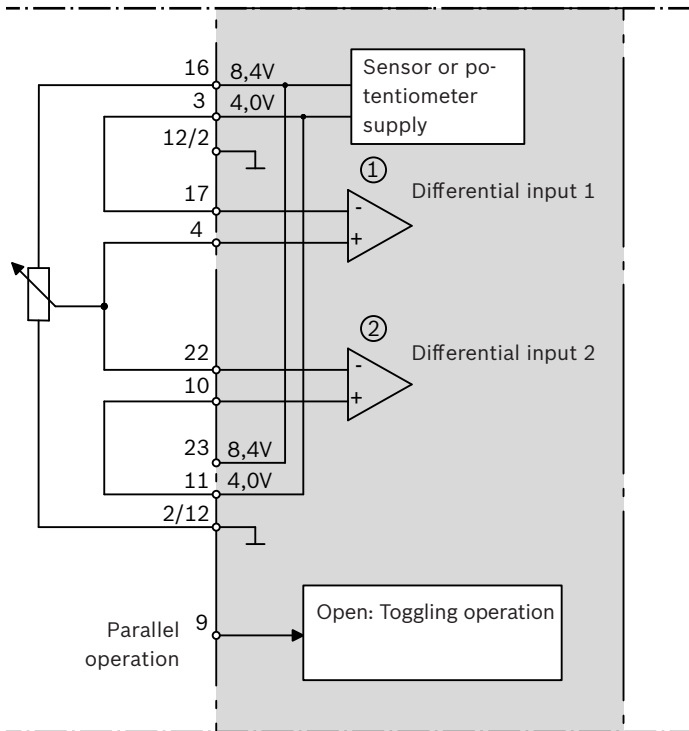 16
8,4V
Sensor or po-
tentiometer
supply
3
4,0V
12/2
①
17
-
Differential input 1
4
+
②
22
-
Differential input 2
10
+
23
8,4V
11
4,0V
2/12
Parallel
operation
9
Open: Toggling operation